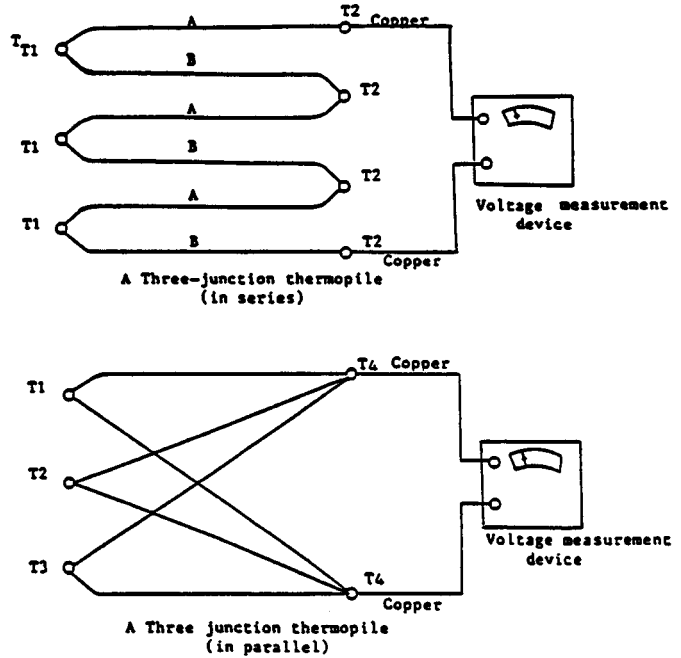 T2 Copper
A
T T1
B
T2
A
T1
B
T2
A
T1
B
T2
Copper
Voltage measurement
device
A Three-junction thermopile
(in series)
T4 Copper
T1
T2
T3
T4
Copper
Voltage measurement
device
A Three junction thermopile
(in parallel)